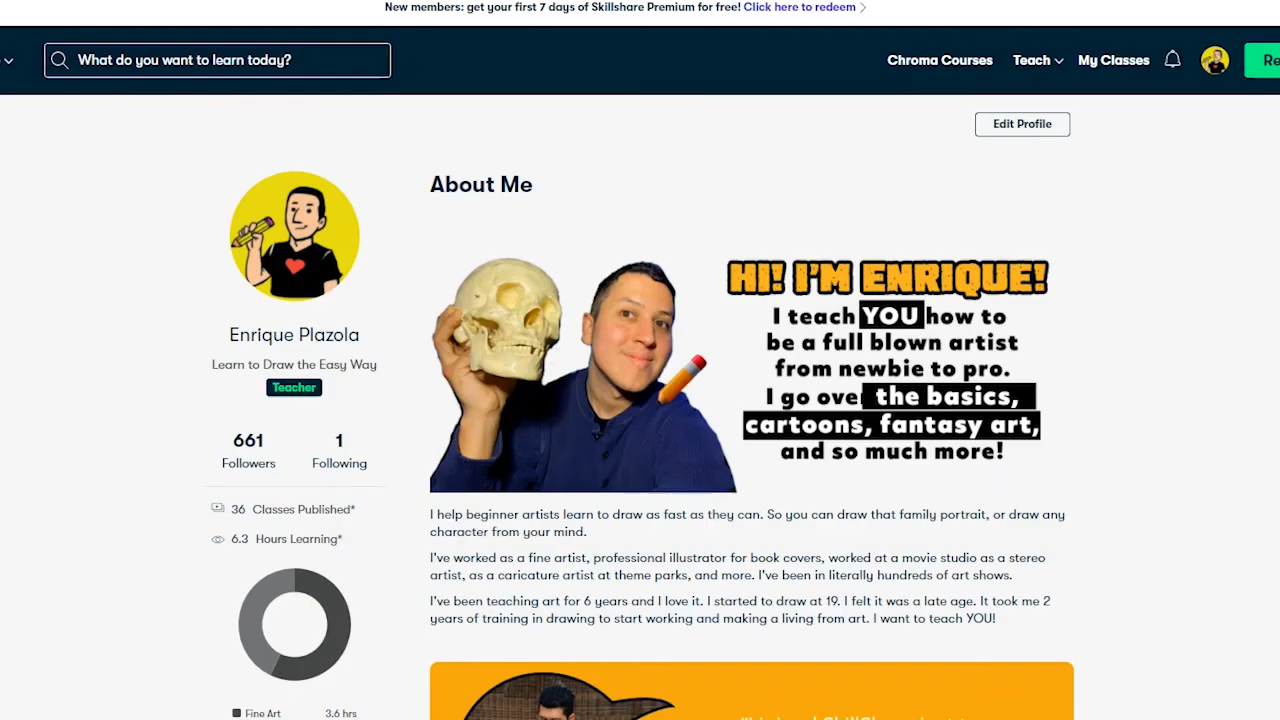 New members: get your first 7 days of Skillshare Premium for free! Click here to redeem
What do you want to learn today?
Chroma Courses
Teach
My Classes
Re
Edit Profile
About Me
HI! I'M ENRIQUE!
I teach YOU how to
be a full blown artist
from newbie to pro.
I go over the basics,
cartoons, fantasy art,
and so much more!
Enrique Plazola
Learn to Draw the Easy Way
Teacher
661 1
Followers Following
36 Classes Published*
6.3 Hours Learning*
Fine Art 3.6 hrs
I help beginner artists learn to draw as fast as they can. So you can draw that family portrait, or draw any
character from your mind.
I've worked as a fine artist, professional illustrator for book covers, worked at a movie studio as a stereo
artist, as a caricature artist at theme parks, and more. I've been in literally hundreds of art shows.
I've been teaching art for 6 years and I love it. I started to draw at 19. I felt it was a late age. It took me 2
years of training in drawing to start working and making a living from art. I want to teach YOU!